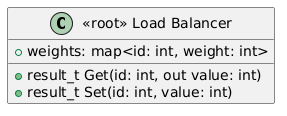 C «root» Load Balancer
weights: map<id: int, weight: int>
result_t Get(id: int, out value: int)
result_t Set(id: int, value: int)